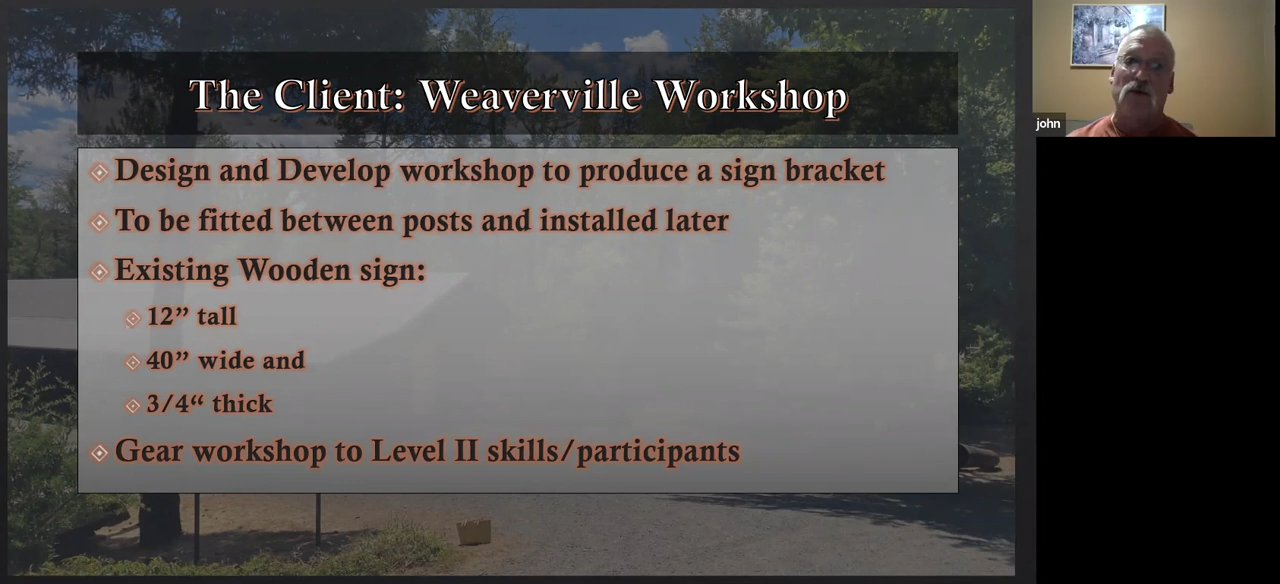 The Client: Weaverville Workshop
Design and Develop workshop to produce a sign bracket
To be fitted between posts and installed later
Existing Wooden sign:
12” tall
40” wide and
3/4“ thick
Gear workshop to Level II skills/participants
john